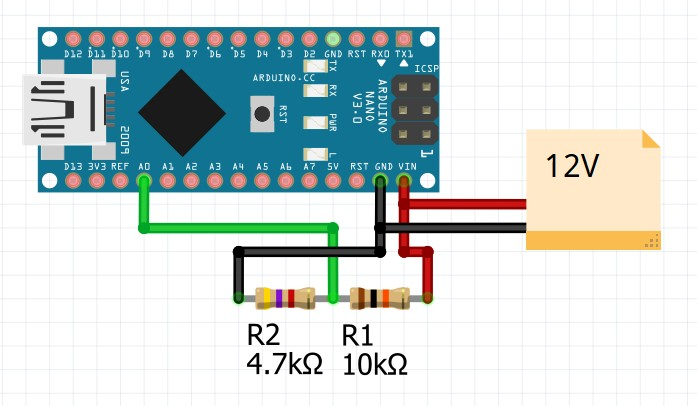 D12 D11 D10 D9 D8 D7 D6 D5 D4 D3 D2 GND RST RX0 TX1
TX
RX
PWR
L
ARDUINO.CC
RST
ARDUINO
NANO
V3.0
ICSP
1
USA
2009
D13 3V3 REF A0 A1 A2 A3 A4 A5 A6 A7 5V RST GND VIN
12V
R2 R1
4.7kΩ 10kΩ